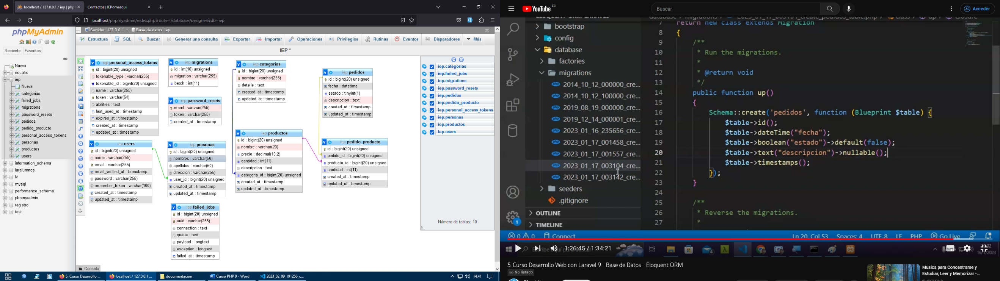 localhost / 127.0.0.1 / iep | phpM
Contactos | IEPomasqui
localhost/phpmyadmin/index.php?route=/database/designer&db=iep
phpMyAdmin
Reciente
Favoritas
Nueva
ecuafix
iep
Nueva
categorias
failed_jobs
migrations
password_resets
pedidos
pedido_producto
personal_access_tokens
personas
productos
users
information_schema
laralumnos
lvl
mysql
performance_schema
phpmyadmin
registro
test
Servidor: 127.0.0.1 » Base de datos: iep
Estructura
SQL
Buscar
Generar una consulta
Exportar
Importar
Operaciones
Privilegios
Rutinas
Eventos
Disparadores
Más
IEP *
iep personal_access_tokens
id : bigint(20) unsigned
tokenable_type : varchar(255)
tokenable_id : bigint(20) unsigned
name : varchar(255)
token : varchar(64)
abilities : text
last_used_at : timestamp
expires_at : timestamp
created_at : timestamp
updated_at : timestamp
iep migrations
id : int(10) unsigned
migration : varchar(255)
batch : int(11)
iep password_resets
email : varchar(255)
token : varchar(255)
created_at : timestamp
iep categorias
id : bigint(20) unsigned
nombre : varchar(255)
detalle : text
created_at : timestamp
updated_at : timestamp
iep pedidos
id : bigint(20) unsigned
fecha : datetime
estado : tinyint(1)
descripcion : text
created_at : timestamp
updated_at : timestamp
iep users
id : bigint(20) unsigned
name : varchar(255)
email : varchar(255)
email_verified_at : timestamp
password : varchar(255)
remember_token : varchar(100)
created_at : timestamp
updated_at : timestamp
iep personas
id : bigint(20) unsigned
nombres : varchar(50)
apellidos : varchar(50)
direccion : varchar(255)
user_id : bigint(20) unsigned
created_at : timestamp
updated_at : timestamp
iep productos
id : bigint(20) unsigned
nombre : varchar(20)
precio : decimal(10,2)
cantidad : int(11)
descripcion : text
categoria_id : bigint(20) unsigned
created_at : timestamp
updated_at : timestamp
iep pedido_producto
id : bigint(20) unsigned
pedido_id : bigint(20) unsigned
producto_id : bigint(20) unsigned
cantidad : int(11)
created_at : timestamp
updated_at : timestamp
iep failed_jobs
id : bigint(20) unsigned
uuid : varchar(255)
connection : text
queue : text
payload : longtext
exception : longtext
failed_at : timestamp
iep.categorias
iep.failed_jobs
iep.migrations
iep.password_resets
iep.pedidos
iep.pedido_producto
iep.personal_access_tokens
iep.personas
iep.productos
iep.users
Número de tablas: 10
Consola
5. Curso Desarrollo ...
localhost / 127.0.0.1 ...
documentacion
Curso PHP 9 - Word
2023_02_09_191256_c...
14:41
YouTube EC
Buscar
Acceder
bootstrap
config
database
factories
migrations
2014_10_12_000000_cre...
2014_10_12_100000_cre...
2019_08_19_000000_cre...
2019_12_14_000001_cre...
2023_01_16_235656_cre...
2023_01_17_001458_cre...
2023_01_17_001557_cre...
2023_01_17_003104_cre...
2023_01_17_003142_cre...
seeders
.gitignore
OUTLINE
TIMELINE
7 return new class extends Migration
8 {
9 /**
10 * Run the migrations.
11 *
12 * @return void
13 */
14 public function up()
15 {
16 Schema::create('pedidos', function (Blueprint $table) {
17 $table->id();
18 $table->dateTime("fecha");
19 $table->boolean("estado")->default(false);
20 $table->text("descripcion")->nullable();
21 $table->timestamps();
22 });
23 }
24
25 /**
26 * Reverse the migrations.
27 *
0 0 Connect
Ln 20, Col 53 Spaces: 4 UTF-8 LF PHP Go Live
1:26:45 / 1:34:21
16/1/2023
5. Curso Desarrollo Web con Laravel 9 - Base de Datos - Eloquent ORM
No listado
Musica para Concentrarse y
Estudiar, Leer y Memorizar -...